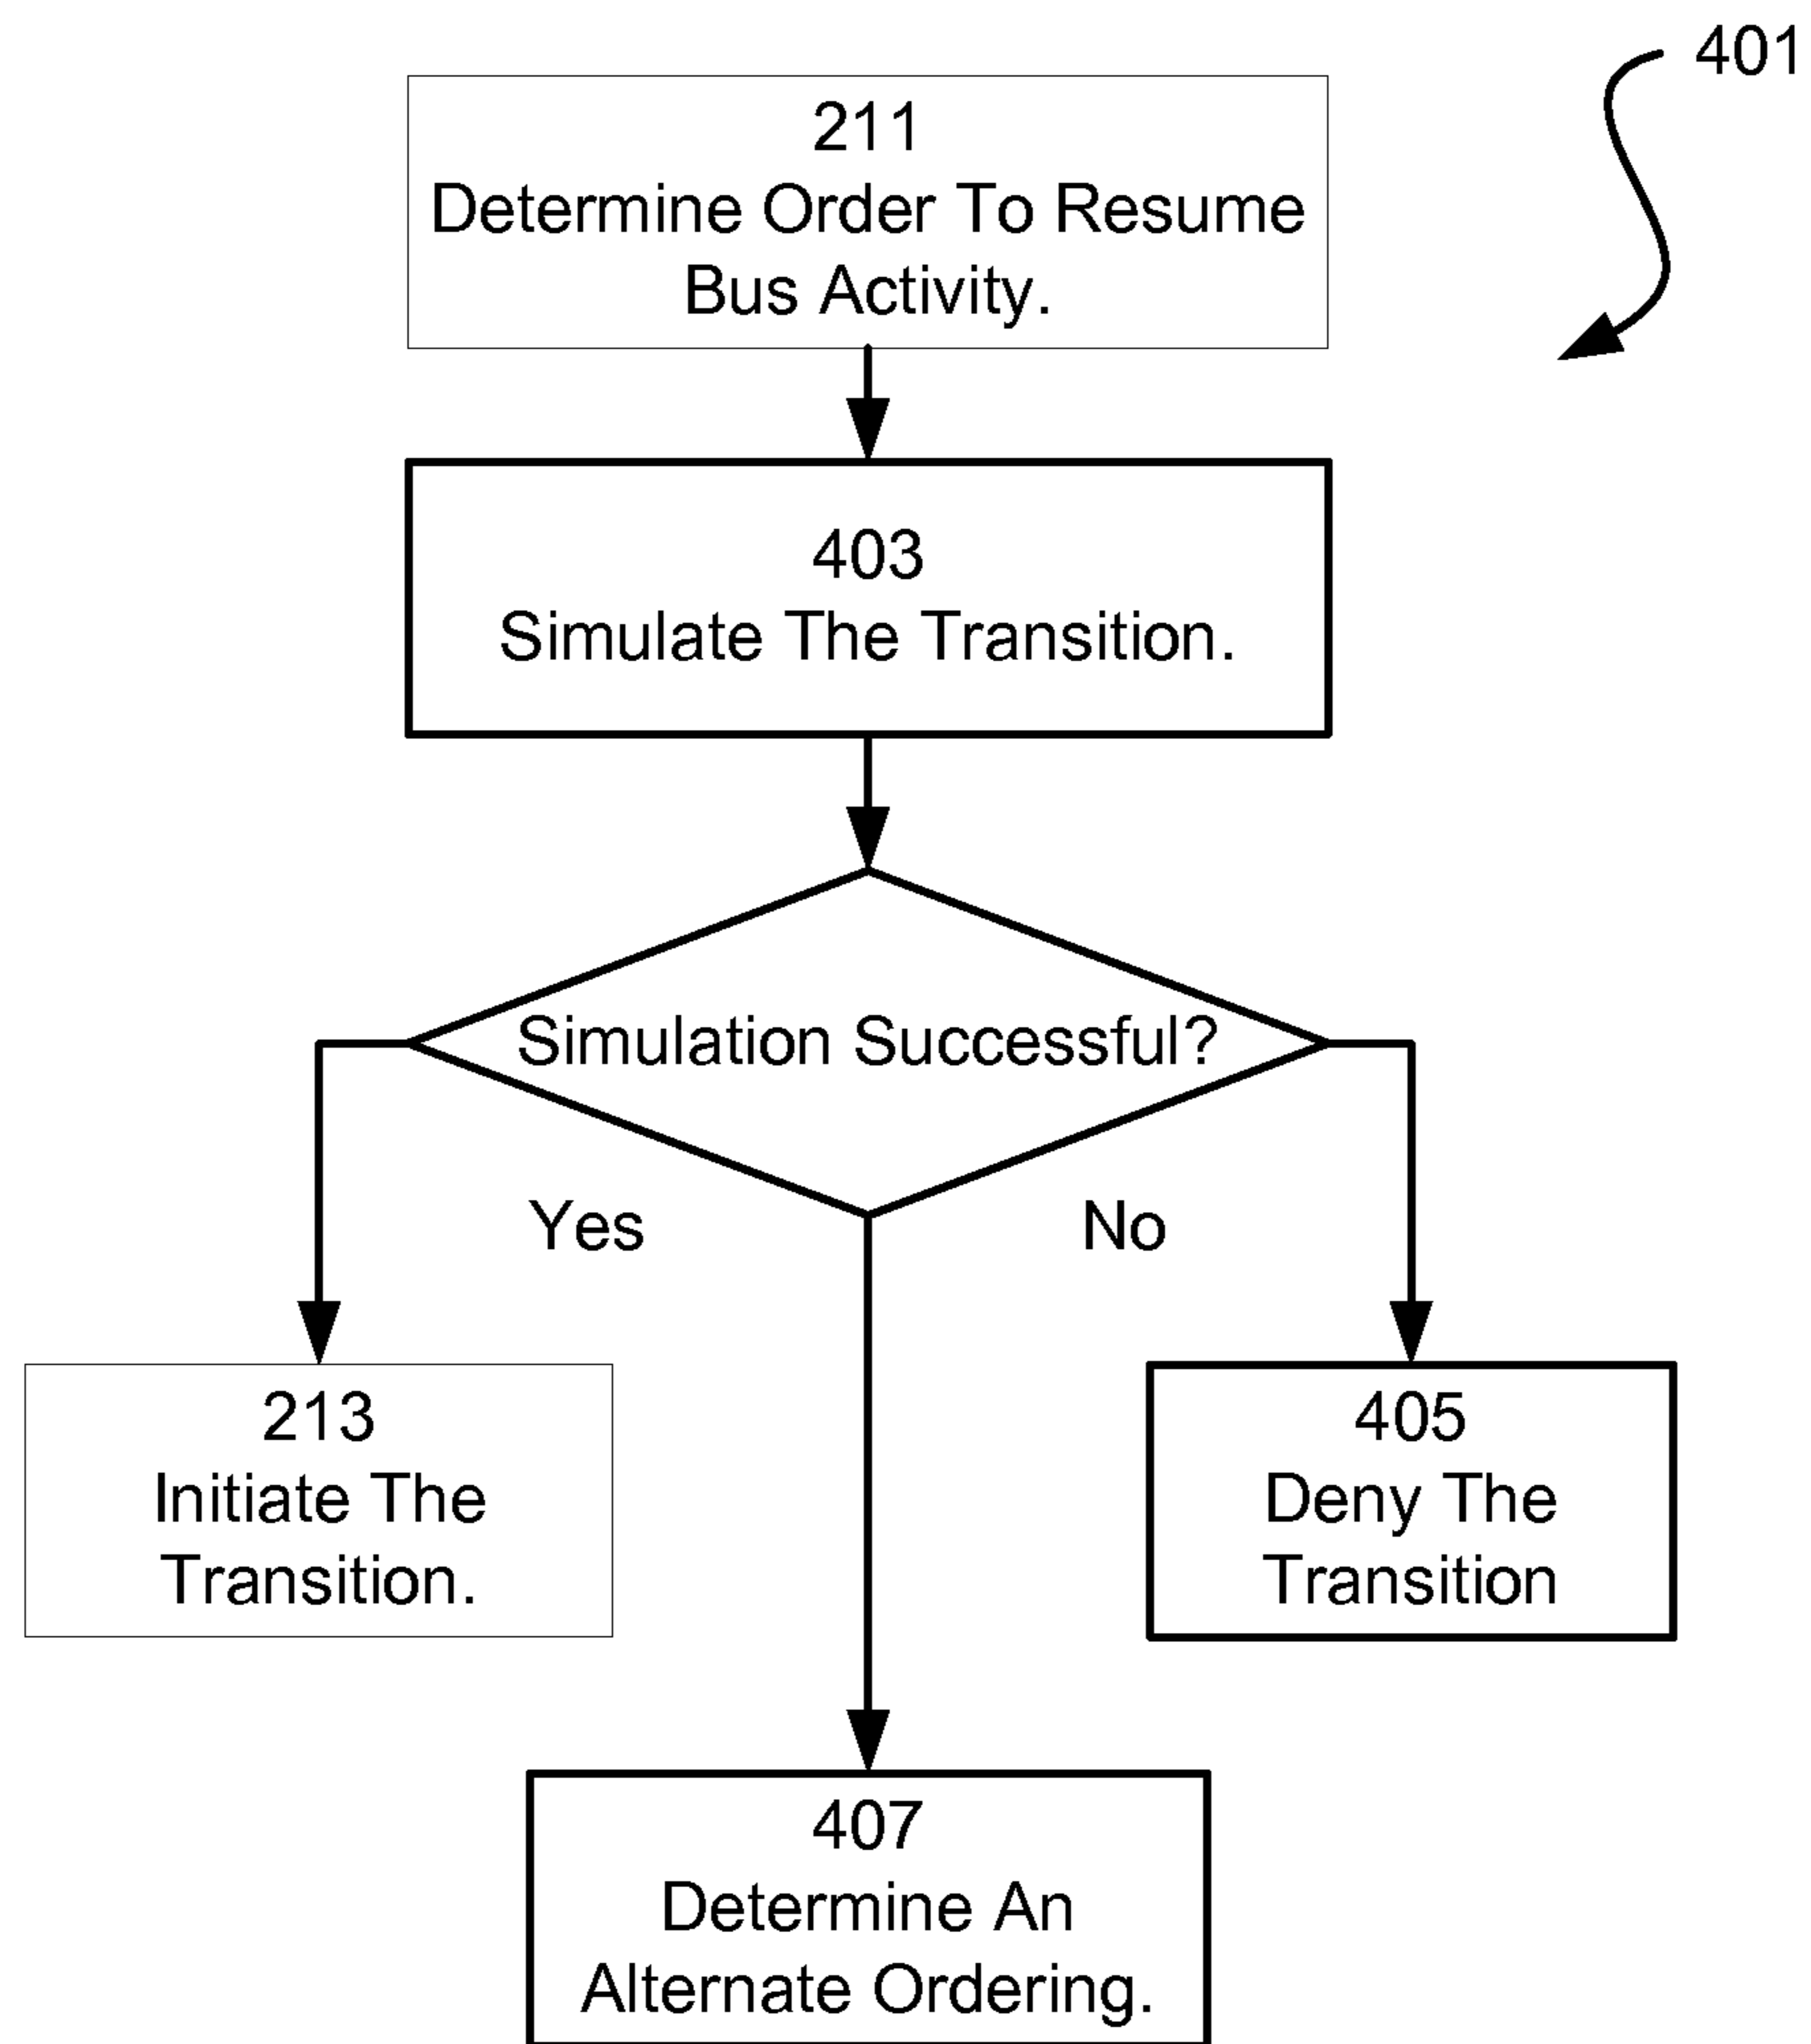 401
211
Determine Order To Resume
Bus Activity.
403
Simulate The Transition.
Simulation Successful?
Yes
No
213
Initiate The
Transition.
405
Deny The
Transition
407
Determine An
Alternate Ordering.